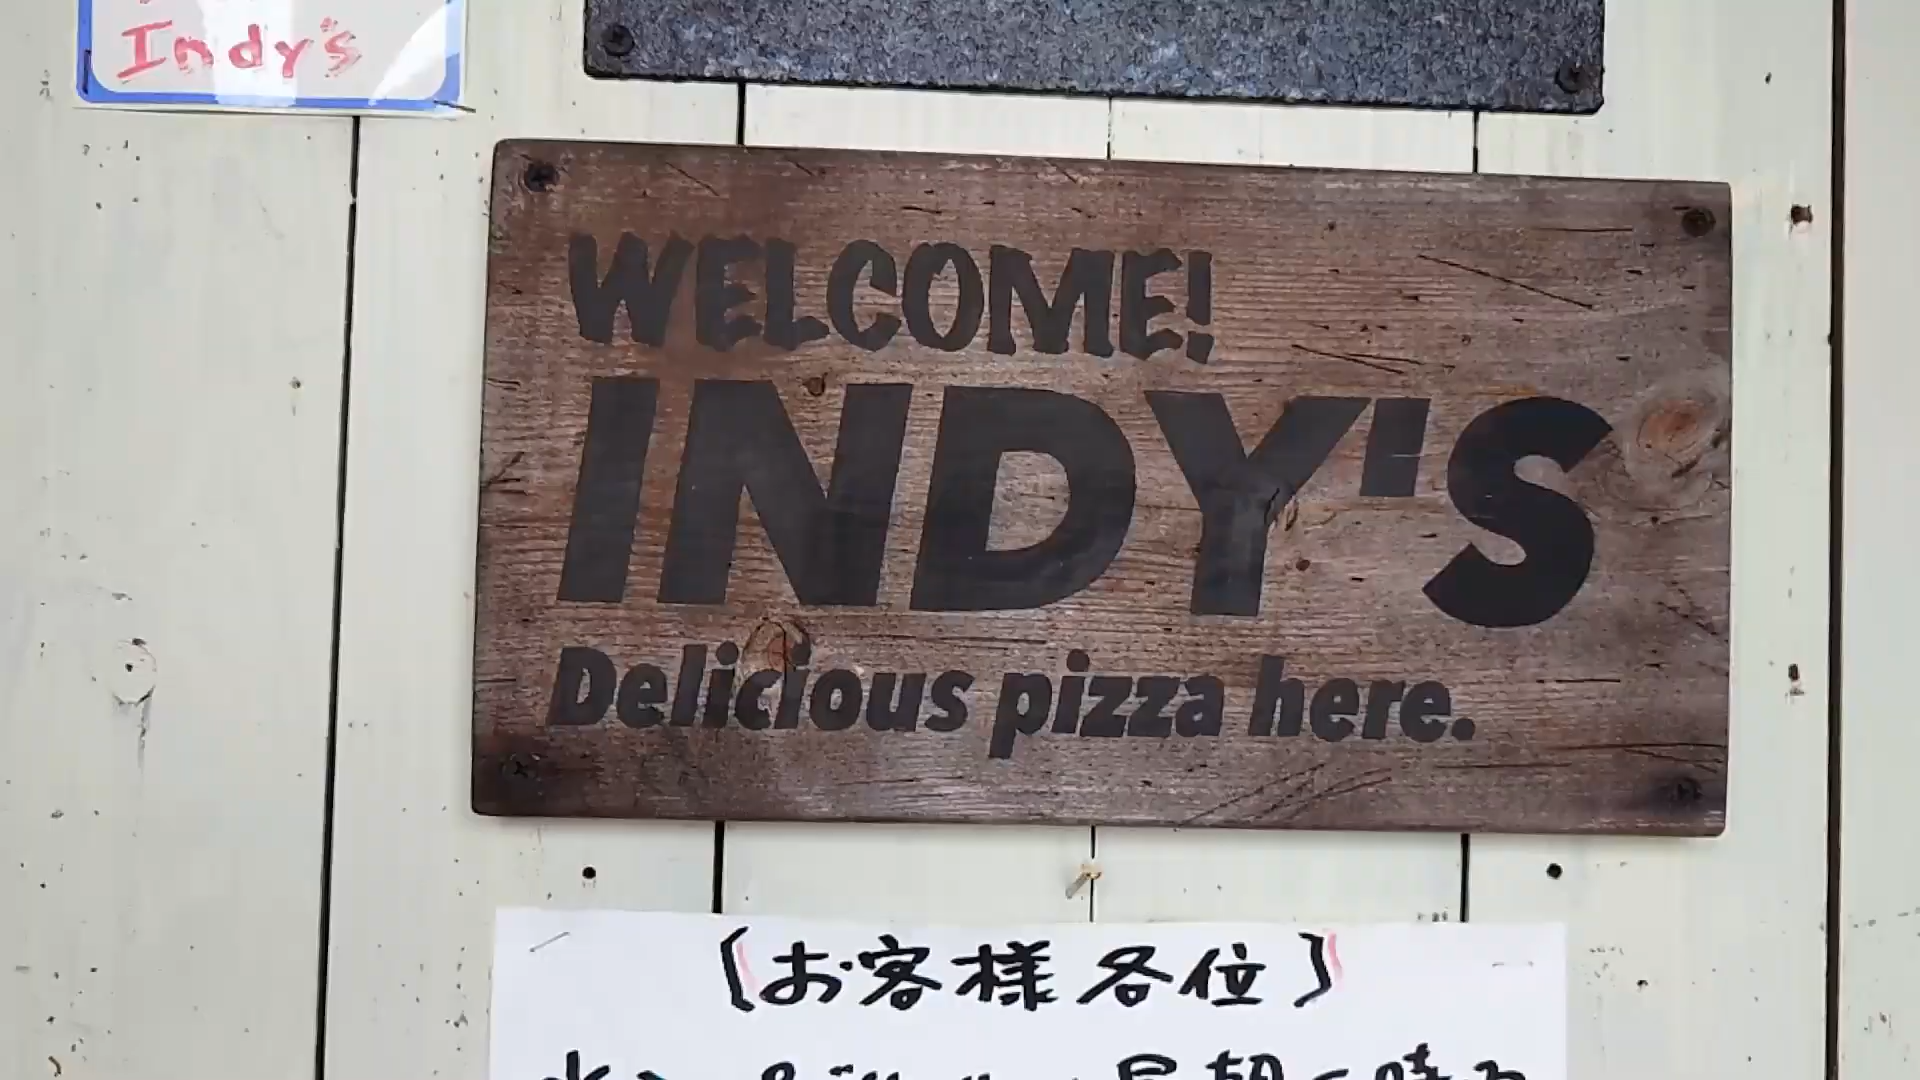 Indy's
WELCOME!
INDY'S
Delicious pizza here.
【お客様各位】